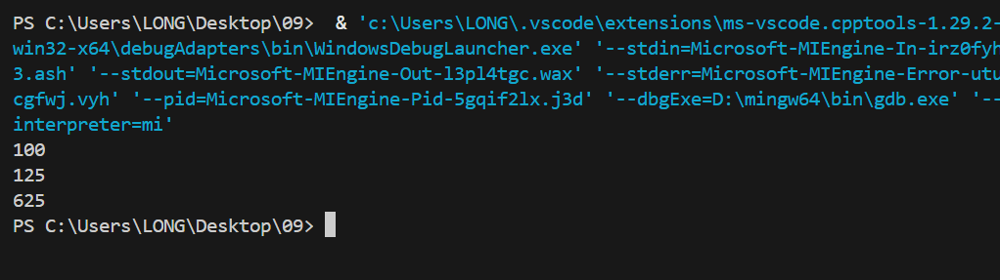 PS C:\Users\LONG\Desktop\09>  & 'c:\Users\LONG\.vscode\extensions\ms-vscode.cpptools-1.29.2-
win32-x64\debugAdapters\bin\WindowsDebugLauncher.exe' '--stdin=Microsoft-MIEngine-In-irz0fyh
3.ash' '--stdout=Microsoft-MIEngine-Out-l3pl4tgc.wax' '--stderr=Microsoft-MIEngine-Error-utu
cgfwj.vyh' '--pid=Microsoft-MIEngine-Pid-5gqif2lx.j3d' '--dbgExe=D:\mingw64\bin\gdb.exe' '--
interpreter=mi'
100
125
625
PS C:\Users\LONG\Desktop\09>